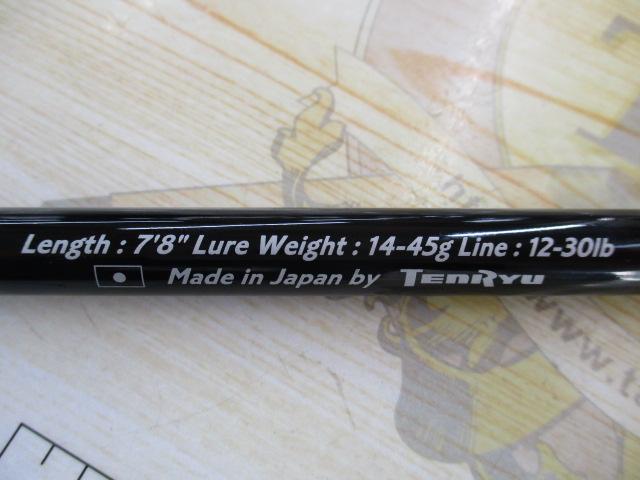 Length : 7'8" Lure Weight : 14-45g Line : 12-30lb
Made in Japan by TENRYU